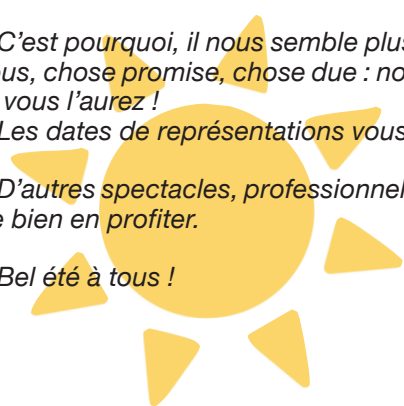 C'est pourquoi, il nous semble plus
ous, chose promise, chose due : no
vous l'aurez !
Les dates de représentations vous
D'autres spectacles, professionnel
e bien en profiter.
Bel été à tous !